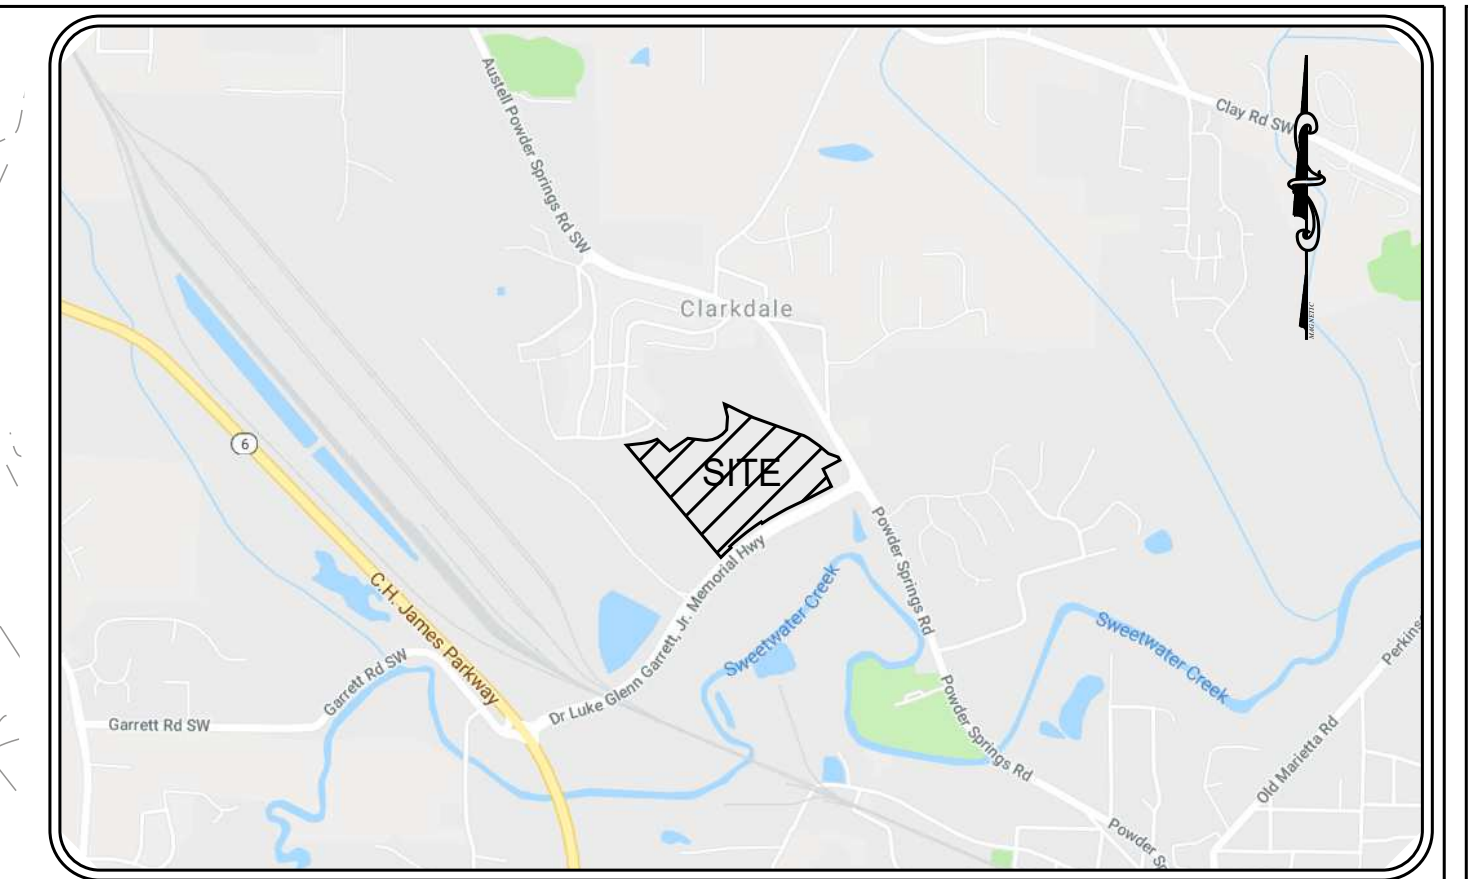 Austell Powder Springs Rd SW
Clay Rd SW
MAGNETIC
Clarkdale
6
SITE
Powder Springs Rd
Dr Luke Glenn Garrett, Jr. Memorial Hwy
Sweetwater Creek
C.H. James Parkway
Sweetwater Creek
Garrett Rd SW
Garrett Rd SW
Powder Springs Rd
Perkins
Old Marietta Rd
Powder Sp